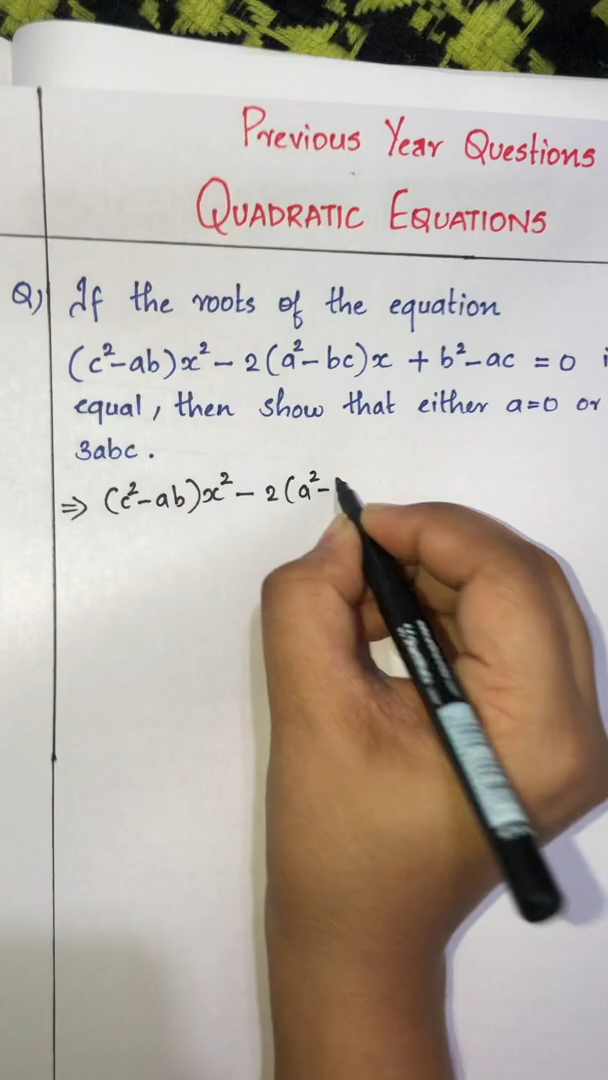 Previous Year Questions
QUADRATIC EQUATIONS
Q) If the roots of the equation
(c²-ab)x² - 2(a²-bc)x + b²-ac = 0
equal, then show that either a=0 or
3abc.
⇒ (c²-ab)x² - 2(a²-